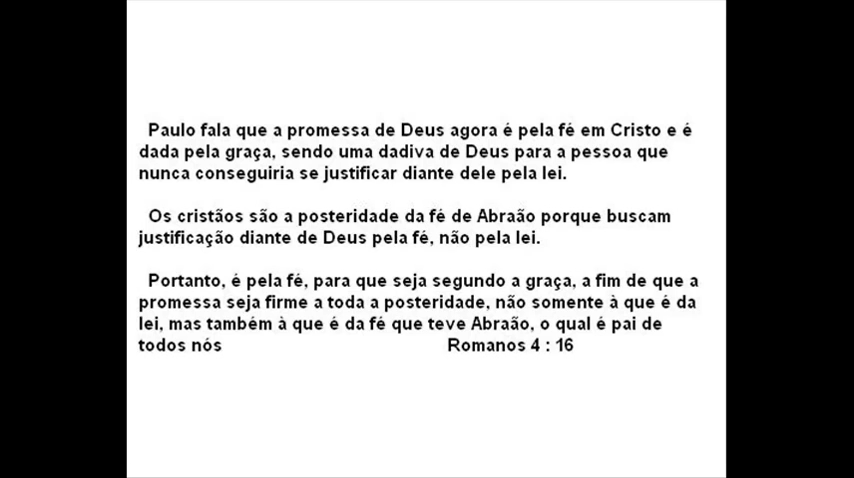 Paulo fala que a promessa de Deus agora é pela fé em Cristo e é
dada pela graça, sendo uma dadiva de Deus para a pessoa que
nunca conseguiria se justificar diante dele pela lei.
Os cristãos são a posteridade da fé de Abraão porque buscam
justificação diante de Deus pela fé, não pela lei.
Portanto, é pela fé, para que seja segundo a graça, a fim de que a
promessa seja firme a toda a posteridade, não somente à que é da
lei, mas também à que é da fé que teve Abraão, o qual é pai de
todos nós Romanos 4 : 16